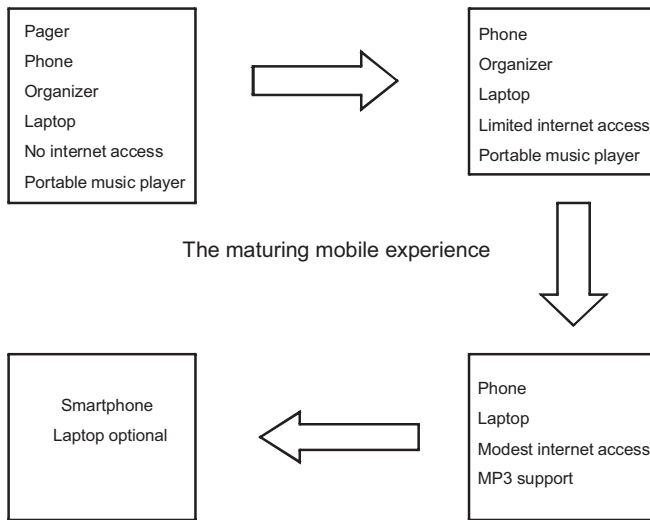 Pager
Phone
Organizer
Laptop
No internet access
Portable music player
Phone
Organizer
Laptop
Limited internet access
Portable music player
The maturing mobile experience
Smartphone
Laptop optional
Phone
Laptop
Modest internet access
MP3 support